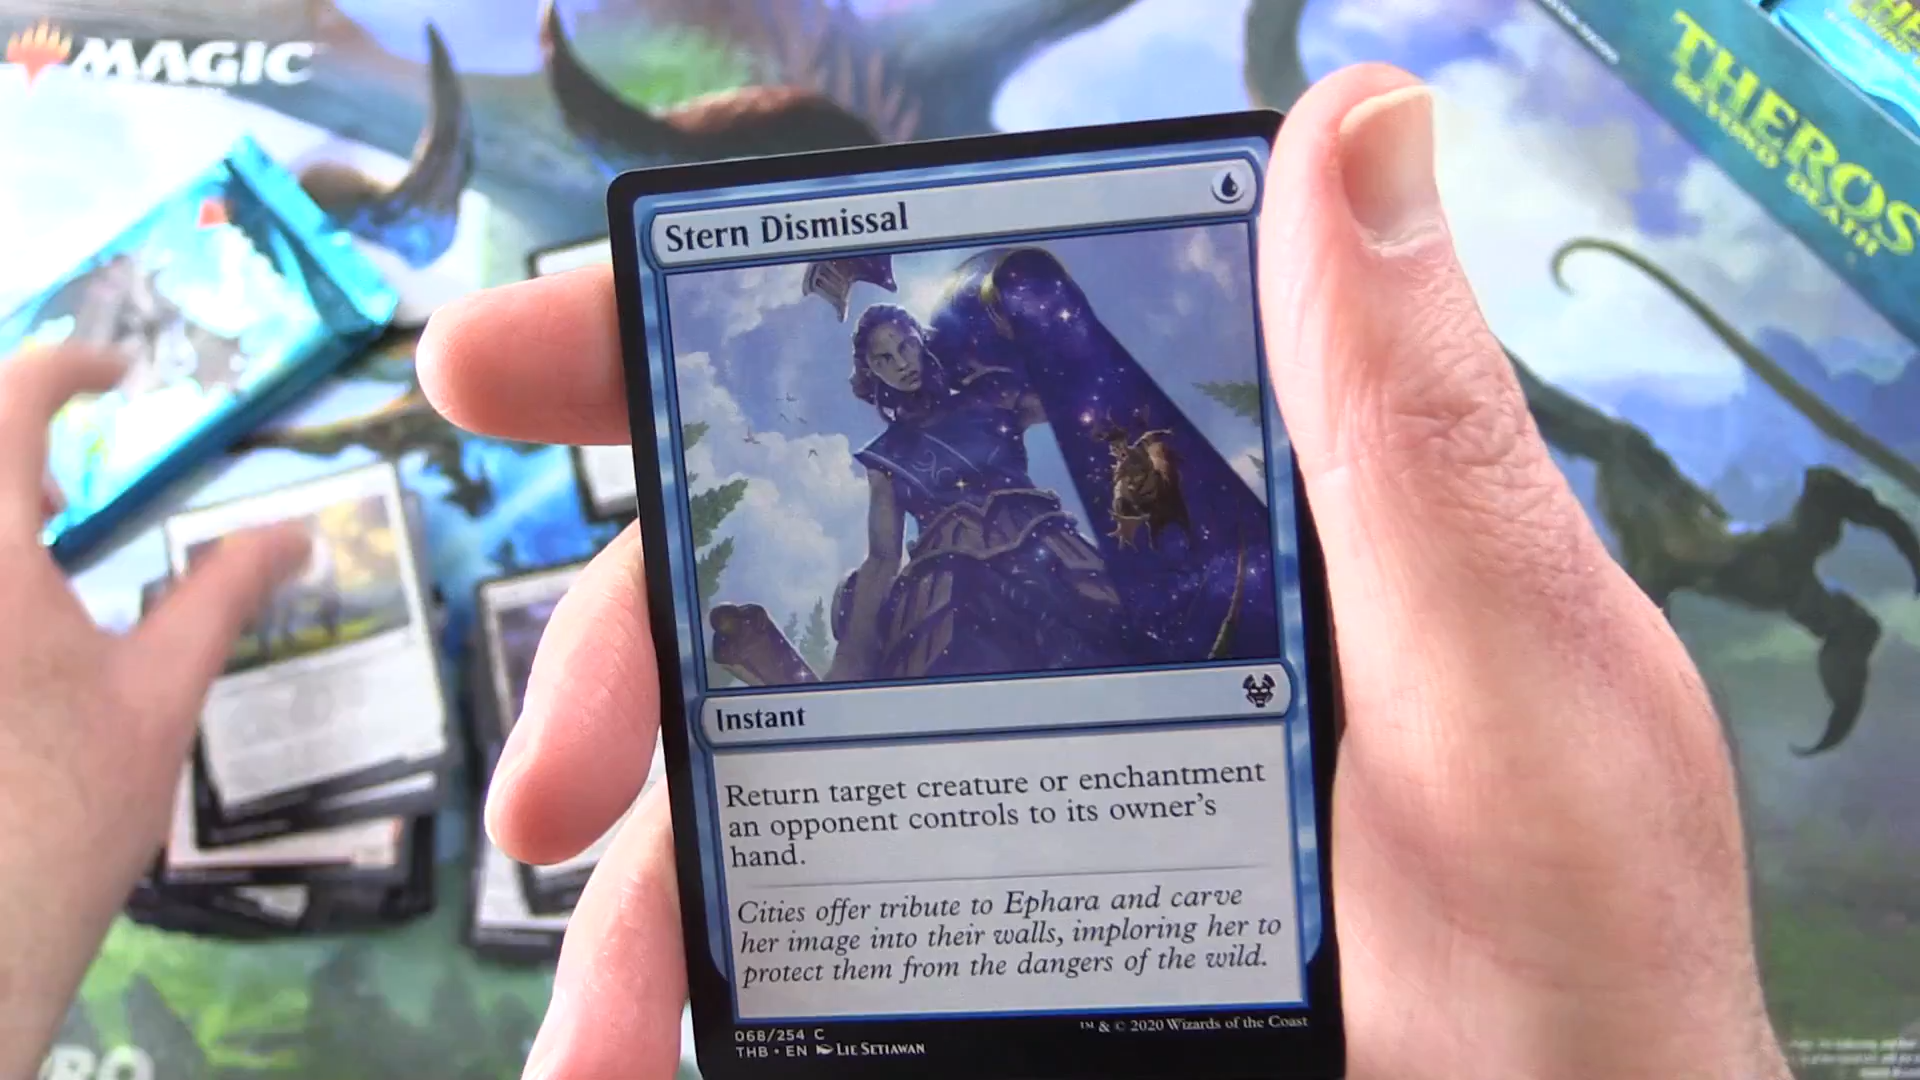 MAGIC
THEROS
BEYOND DEATH
Stern Dismissal
Instant
Return target creature or enchantment
an opponent controls to its owner's
hand.
Cities offer tribute to Ephara and carve
her image into their walls, imploring her to
protect them from the dangers of the wild.
068/254 C
THB • EN Lie Setiawan
™ & © 2020 Wizards of the Coast